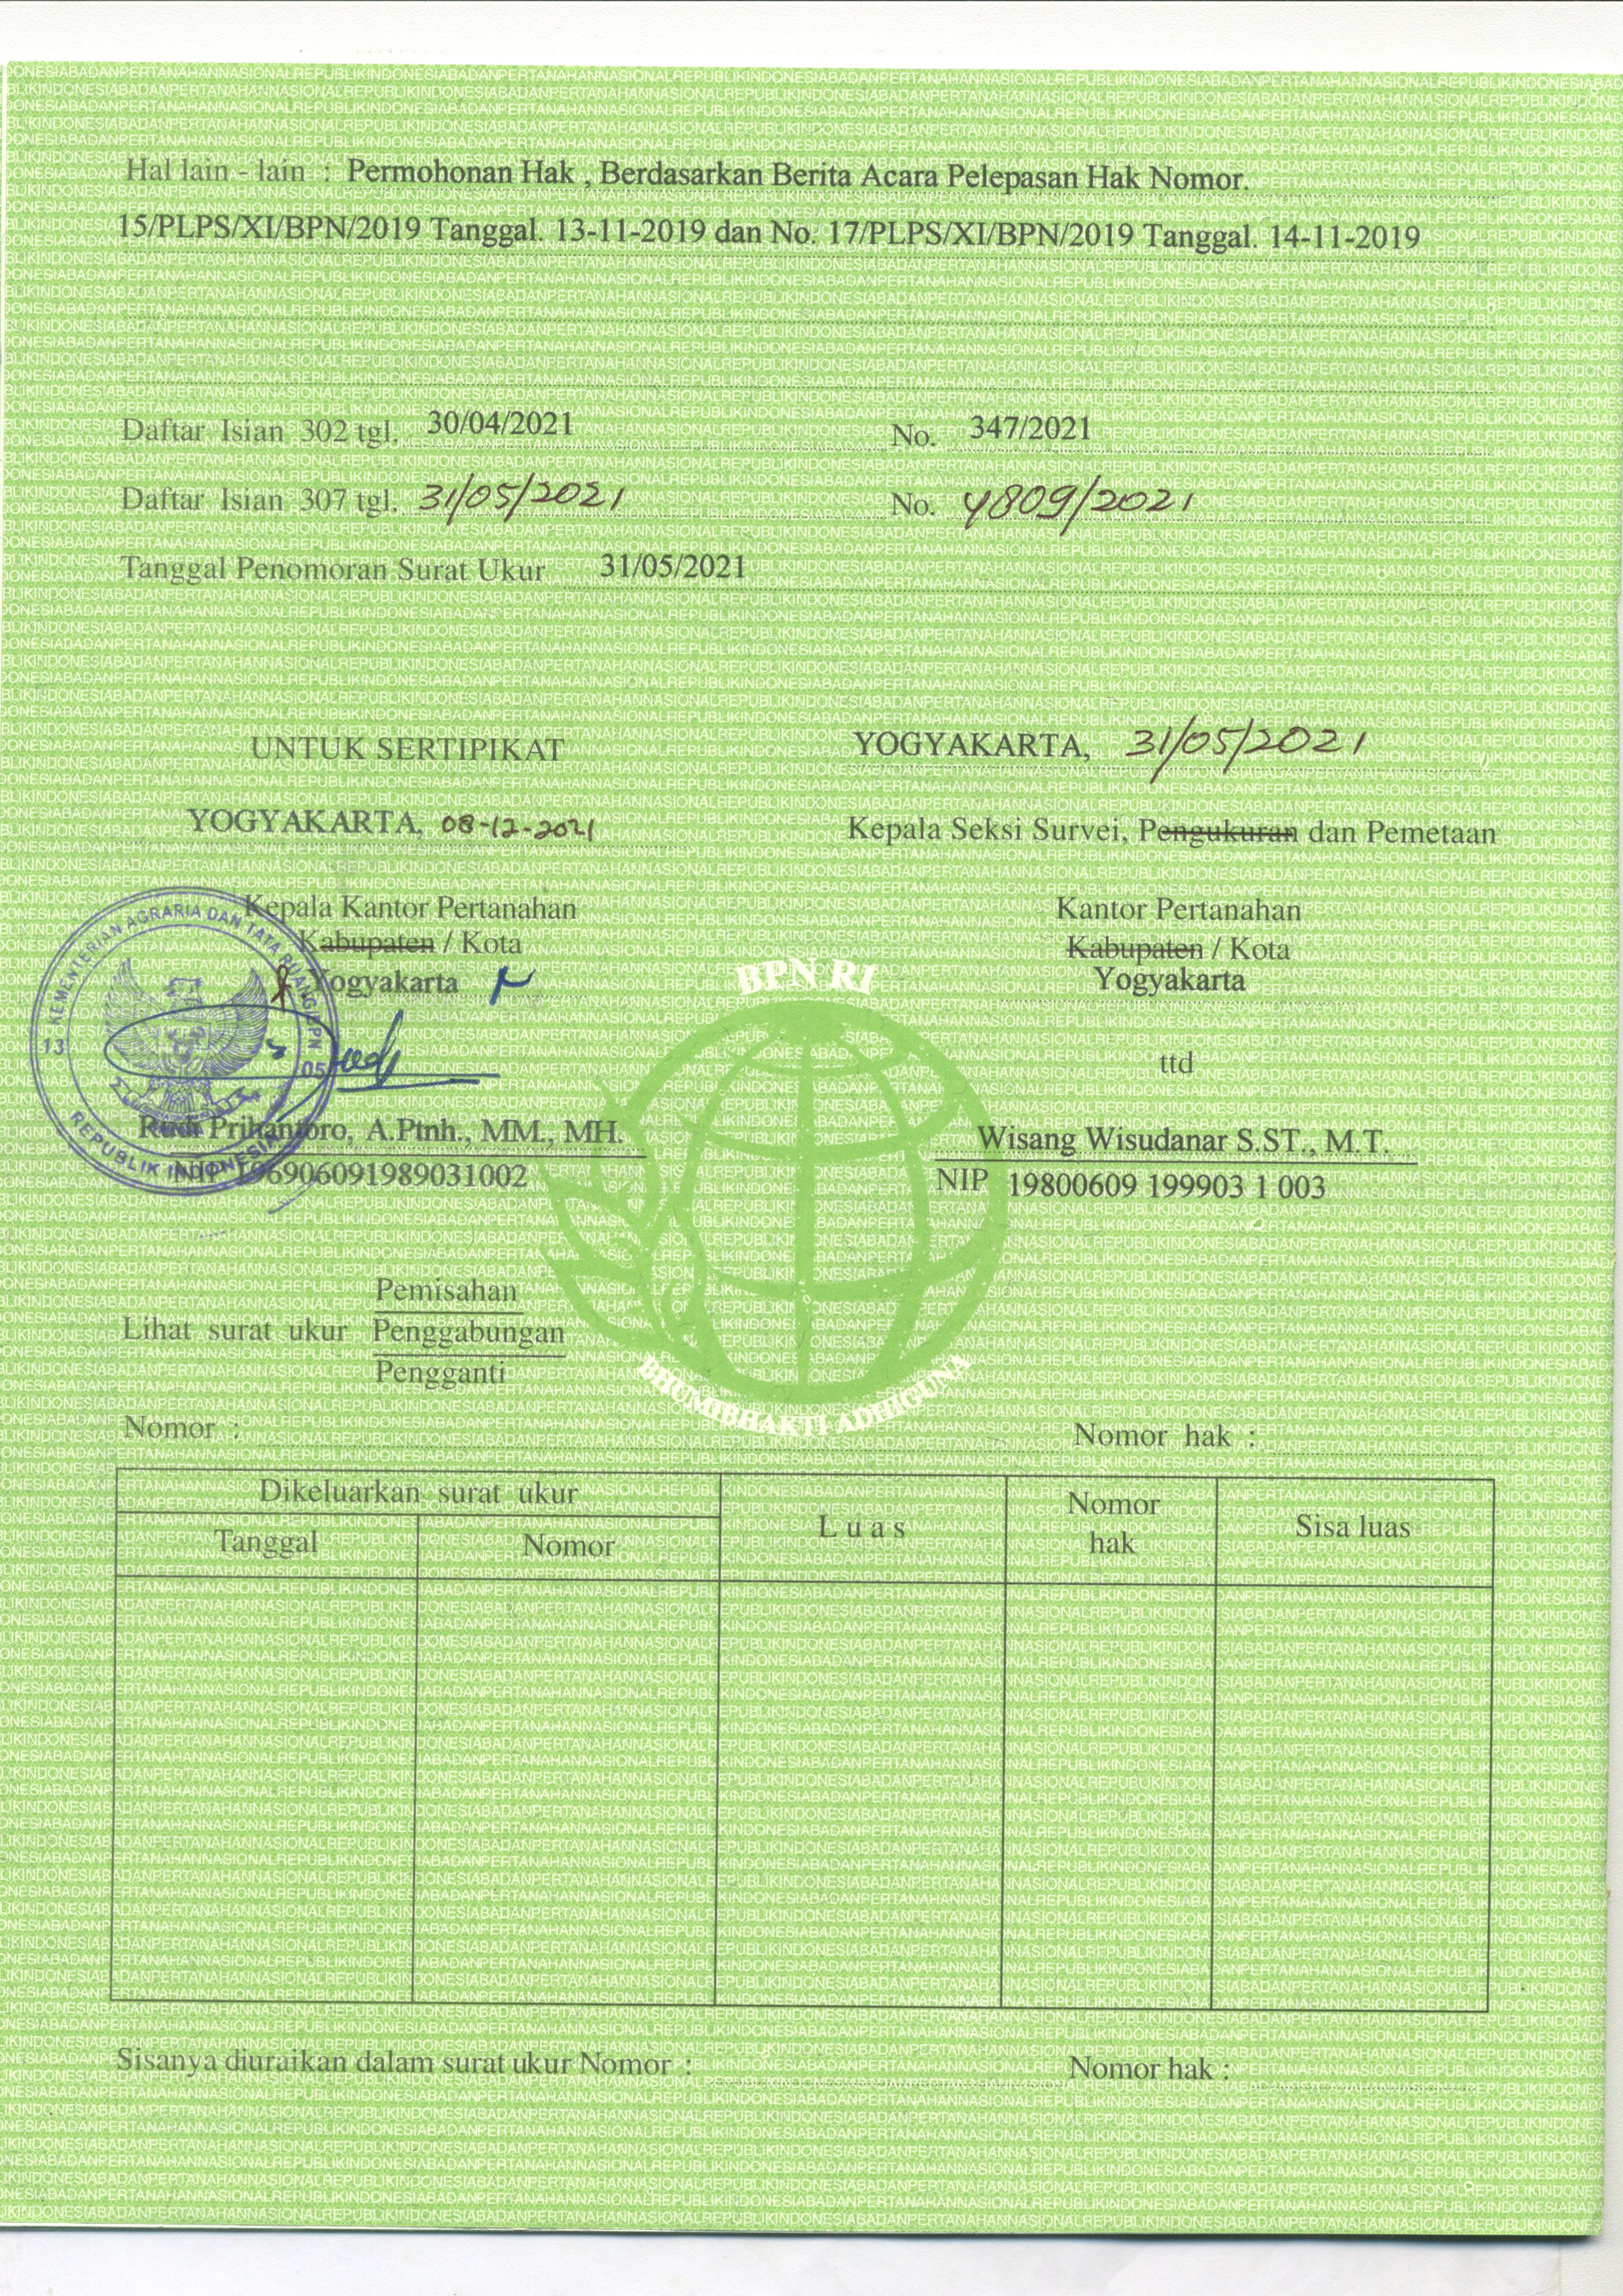 Hal lain - lain : Permohonan Hak , Berdasarkan Berita Acara Pelepasan Hak Nomor.
15/PLPS/XI/BPN/2019 Tanggal. 13-11-2019 dan No. 17/PLPS/XI/BPN/2019 Tanggal. 14-11-2019
Daftar Isian 302 tgl. 30/04/2021 No. 347/2021
Daftar Isian 307 tgl. 31/05/2021 No. 4809/2021
Tanggal Penomoran Surat Ukur 31/05/2021
UNTUK SERTIPIKAT
YOGYAKARTA, 08-12-2021
Kepala Kantor Pertanahan
Kabupaten / Kota
Yogyakarta
KEMENTERIAN AGRARIA DAN TATA RUANG/BPN
13 05
REPUBLIK INDONESIA
Rudi Prihantoro, A.Ptnh., MM., MH.
NIP 196906091989031002
YOGYAKARTA, 31/05/2021
Kepala Seksi Survei, Pengukuran dan Pemetaan
Kantor Pertanahan
Kabupaten / Kota
Yogyakarta
ttd
Wisang Wisudanar S.ST., M.T.
NIP 19800609 199903 1 003
BPN RI
BHUMIBHAKTI ADHIGUNA
Pemisahan
Lihat surat ukur Penggabungan
Pengganti
Nomor : Nomor hak :
Dikeluarkan surat ukur
Tanggal Nomor
Luas
Nomor
hak
Sisa luas
Sisanya diuraikan dalam surat ukur Nomor : Nomor hak :